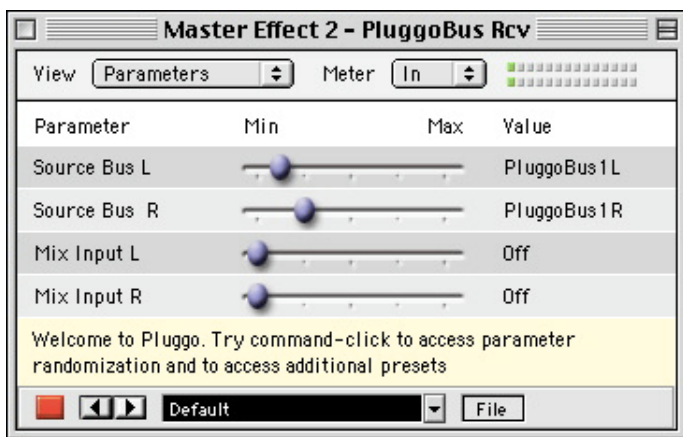 Master Effect 2 - PluggoBus Rcv
View Parameters Meter In
Parameter Min Max Value
Source Bus L PluggoBus1L
Source Bus R PluggoBus1R
Mix Input L Off
Mix Input R Off
Welcome to Pluggo. Try command-click to access parameter
randomization and to access additional presets
Default File